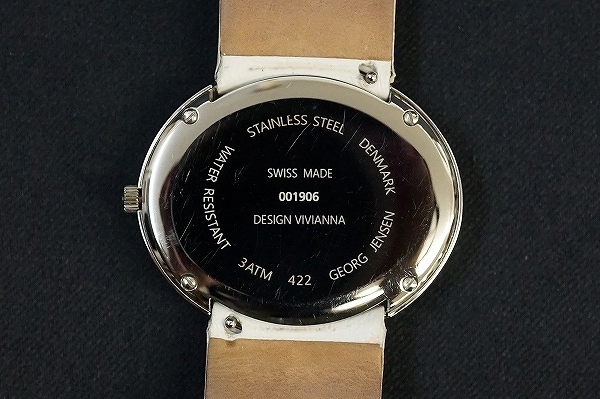 STAINLESS STEEL DENMARK GEORG JENSEN 422 3ATM WATER RESISTANT
SWISS MADE
001906
DESIGN VIVIANNA